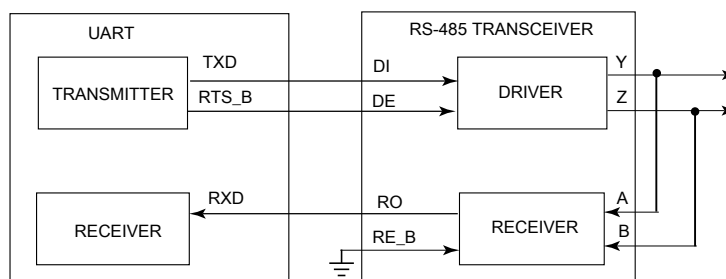 UART
RS-485 TRANSCEIVER
TXD
DI
Y
TRANSMITTER
DRIVER
RTS_B
DE
Z
RXD
RO
A
RECEIVER
RECEIVER
RE_B
B